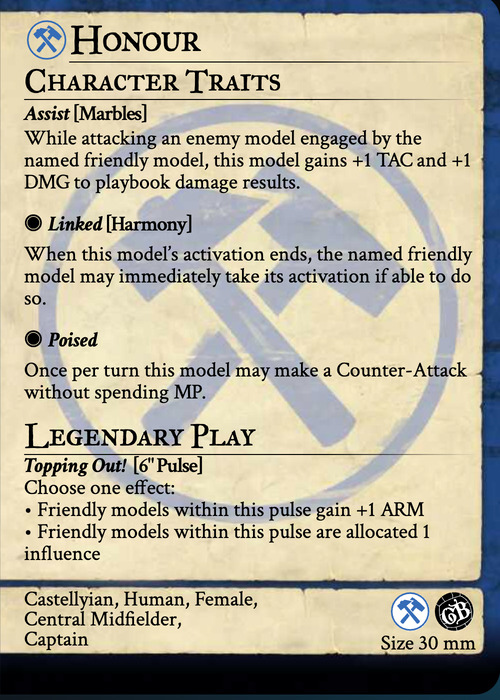 Honour
Character Traits
Assist [Marbles]
While attacking an enemy model engaged by the
named friendly model, this model gains +1 TAC and +1
DMG to playbook damage results.
Linked [Harmony]
When this model's activation ends, the named friendly
model may immediately take its activation if able to do
so.
Poised
Once per turn this model may make a Counter-Attack
without spending MP.
Legendary Play
Topping Out! [6" Pulse]
Choose one effect:
• Friendly models within this pulse gain +1 ARM
• Friendly models within this pulse are allocated 1
influence
Castellyian, Human, Female,
Central Midfielder,
Captain
GB
Size 30 mm